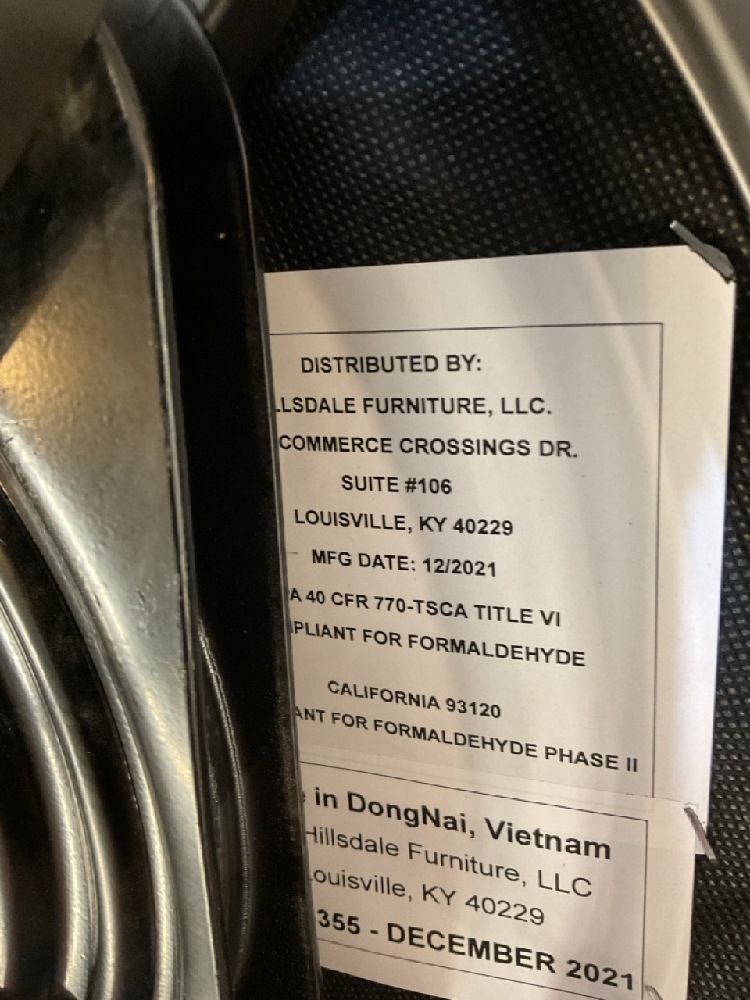 DISTRIBUTED BY:
LLSDALE FURNITURE, LLC.
COMMERCE CROSSINGS DR.
SUITE #106
LOUISVILLE, KY 40229
MFG DATE: 12/2021
A 40 CFR 770-TSCA TITLE VI
PLIANT FOR FORMALDEHYDE
CALIFORNIA 93120
ANT FOR FORMALDEHYDE PHASE II
in DongNai, Vietnam
Hillsdale Furniture, LLC
Louisville, KY 40229
355 - DECEMBER 2021